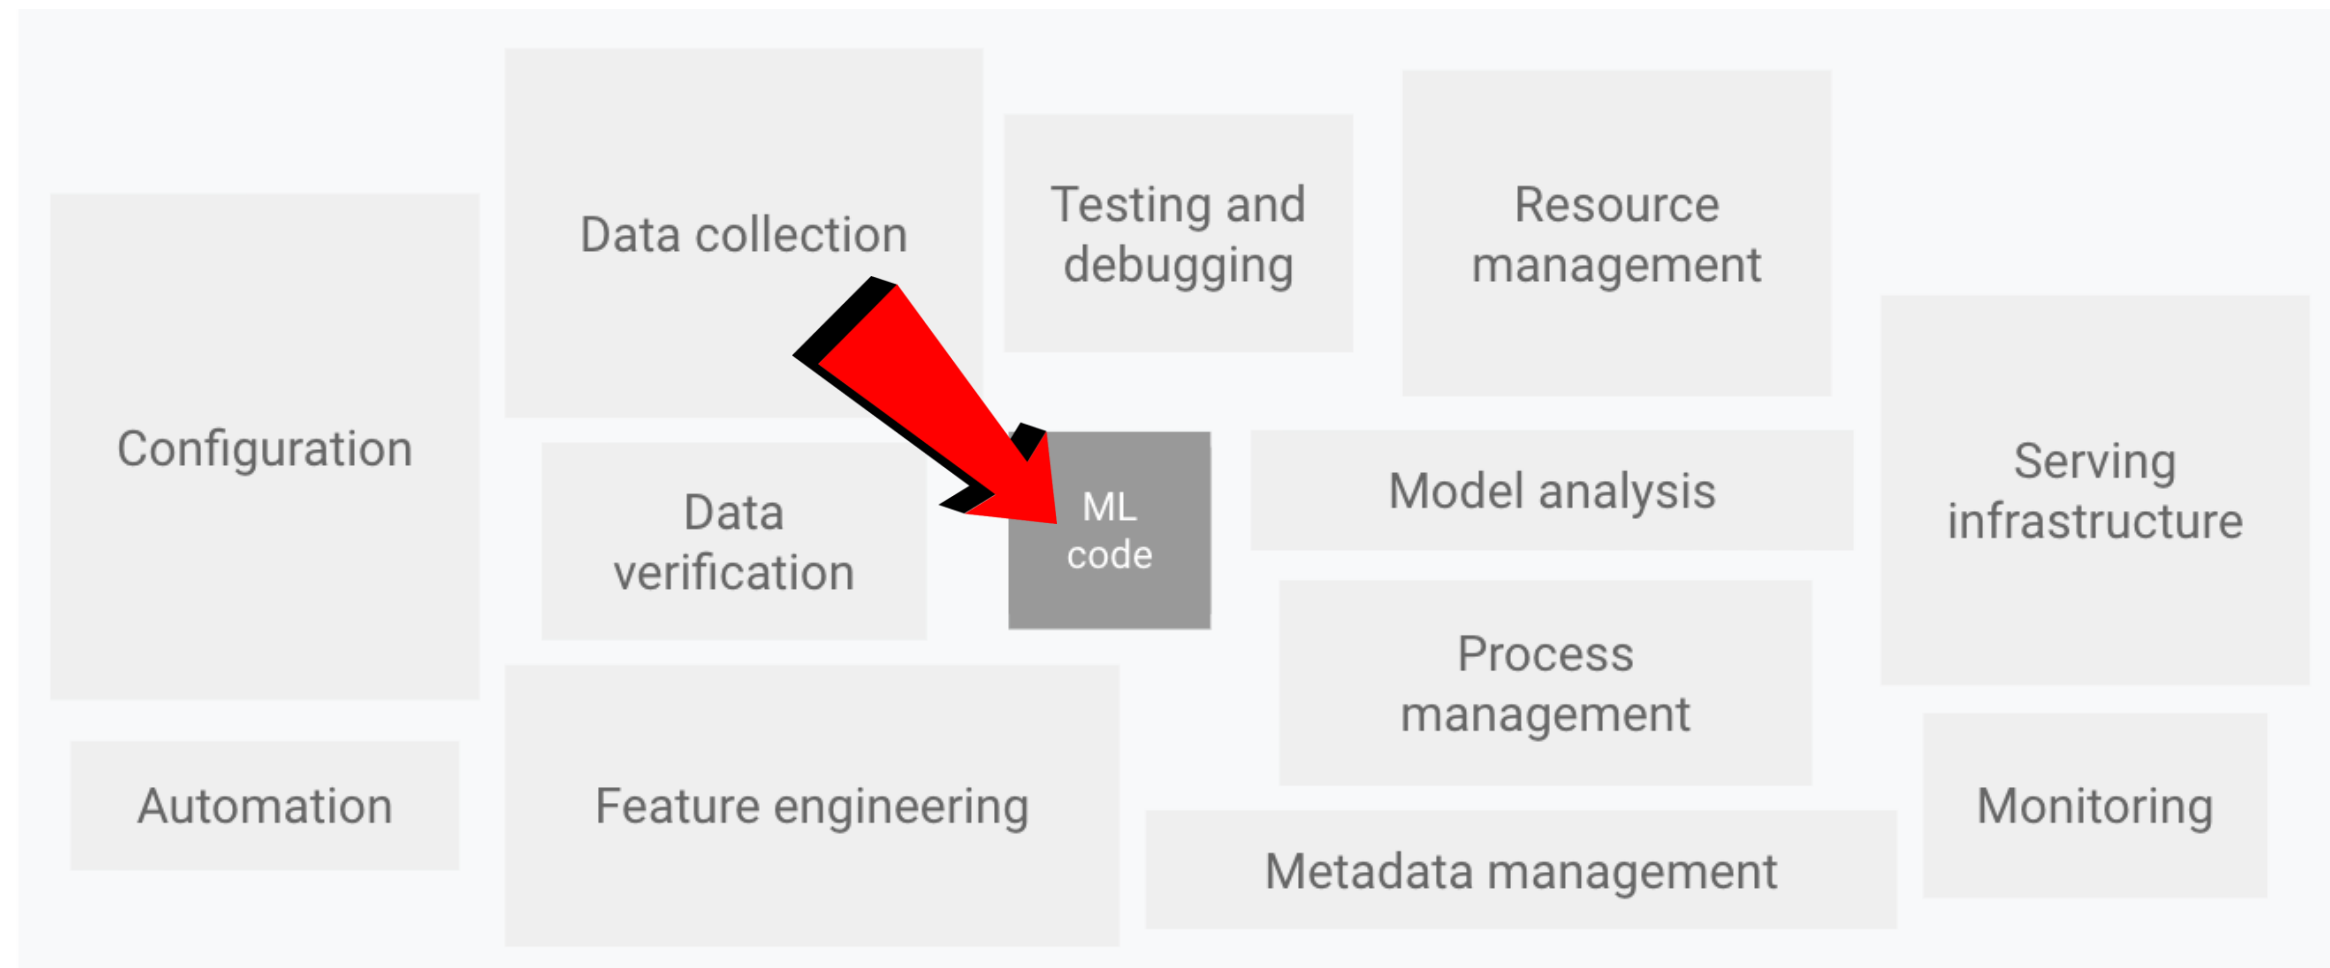 Data collection
Testing and
debugging
Resource
management
Configuration
Data
verification
ML
code
Model analysis
Serving
infrastructure
Process
management
Automation
Feature engineering
Metadata management
Monitoring